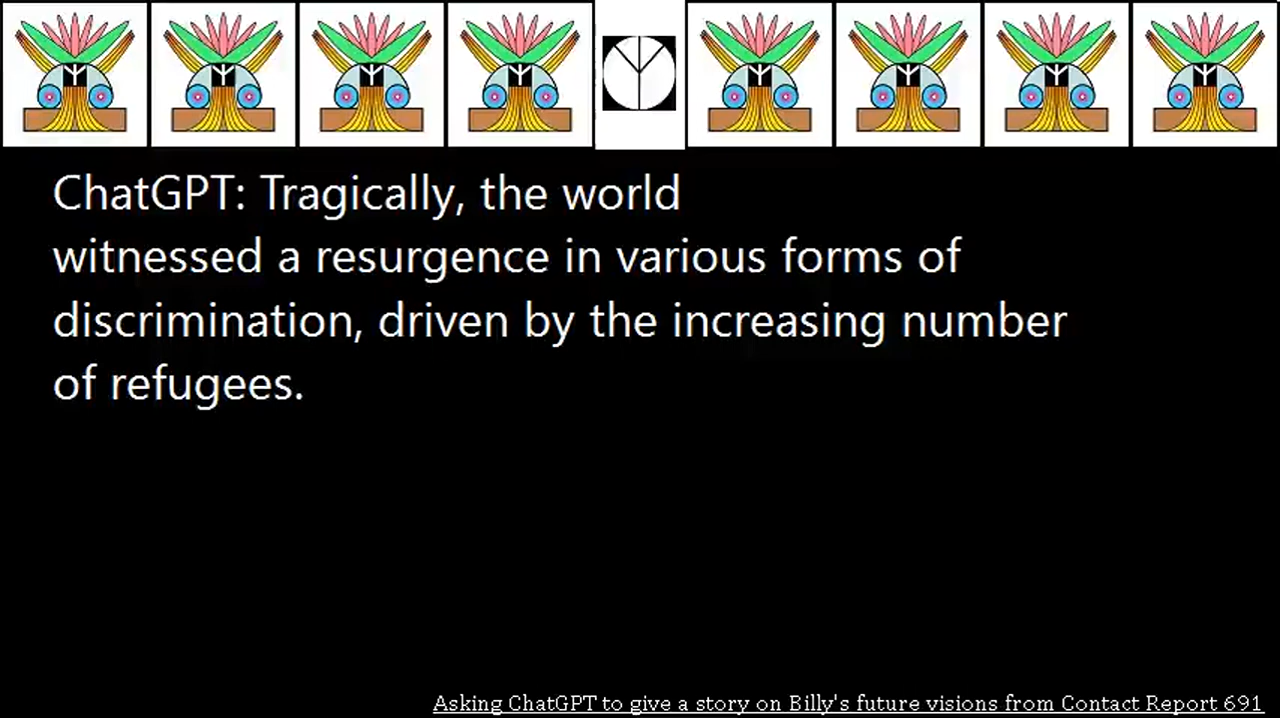 ChatGPT: Tragically, the world
witnessed a resurgence in various forms of
discrimination, driven by the increasing number
of refugees.
Asking ChatGPT to give a story on Billy's future visions from Contact Report 691